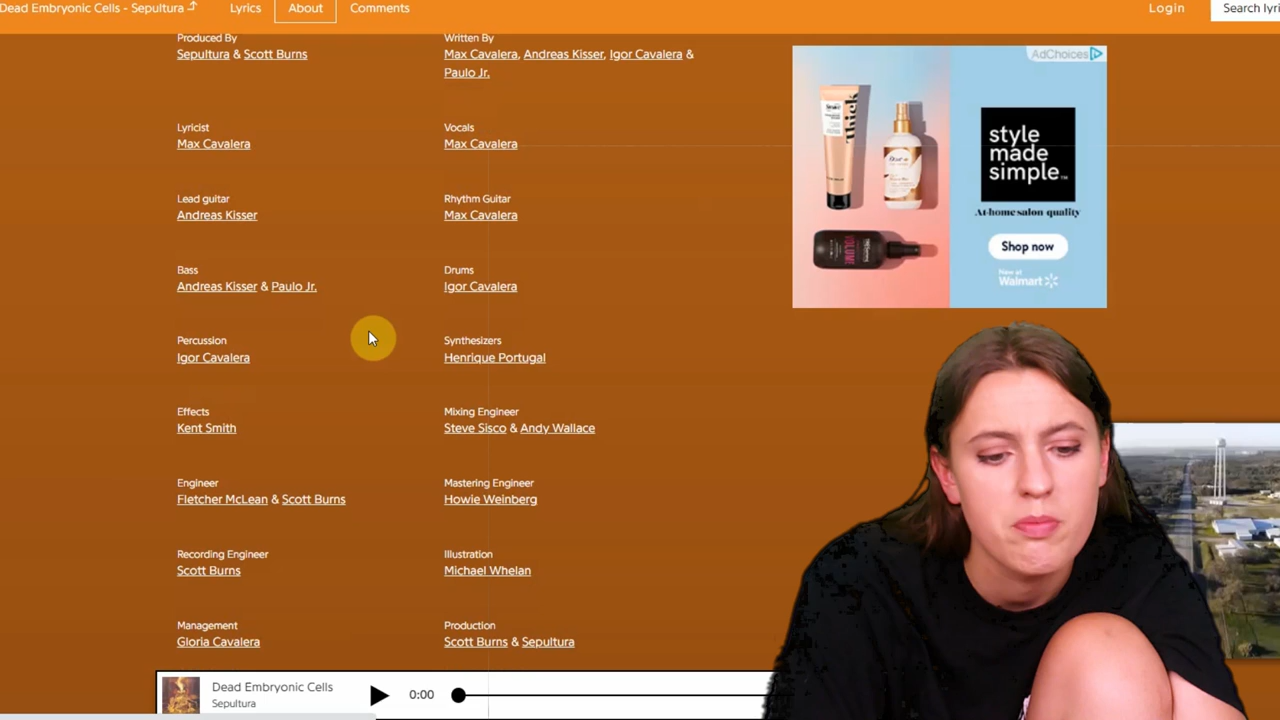 Dead Embryonic Cells - Sepultura
Lyrics
About
Comments
Login
Search lyri
Produced By
Sepultura & Scott Burns
Written By
Max Cavalera, Andreas Kisser, Igor Cavalera &
Paulo Jr.
Lyricist
Max Cavalera
Vocals
Max Cavalera
Lead guitar
Andreas Kisser
Rhythm Guitar
Max Cavalera
Bass
Andreas Kisser & Paulo Jr.
Drums
Igor Cavalera
Percussion
Igor Cavalera
Synthesizers
Henrique Portugal
Effects
Kent Smith
Mixing Engineer
Steve Sisco & Andy Wallace
Engineer
Fletcher McLean & Scott Burns
Mastering Engineer
Howie Weinberg
Recording Engineer
Scott Burns
Illustration
Michael Whelan
Management
Gloria Cavalera
Production
Scott Burns & Sepultura
AdChoices
thick
VOLUME
style
made
simple.™
At-home salon-quality
Shop now
Now at
Walmart
Dead Embryonic Cells
Sepultura
0:00